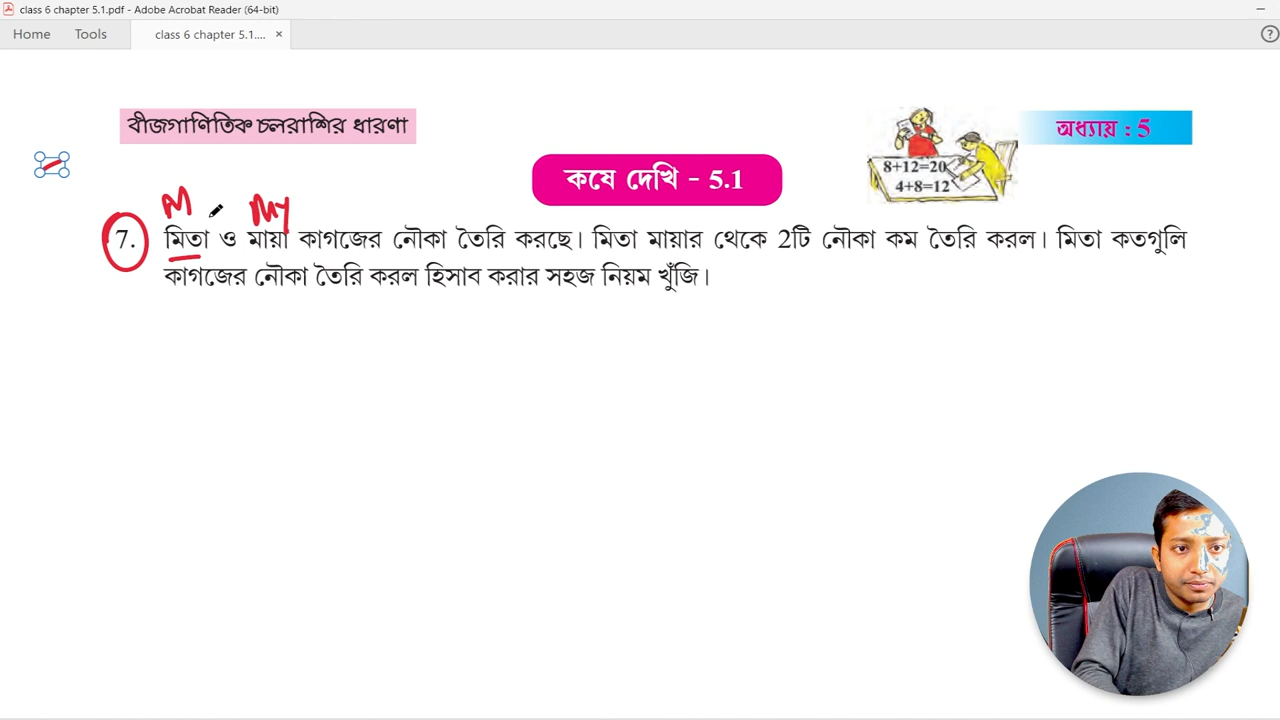 class 6 chapter 5.1.pdf - Adobe Acrobat Reader (64-bit)
Home Tools class 6 chapter 5.1.... ×
বীজগাণিতিক চলরাশির ধারণা
8+12=20
4+8=12
অধ্যায় : 5
কষে দেখি - 5.1
M My
7. মিতা ও মায়া কাগজের নৌকা তৈরি করছে। মিতা মায়ার থেকে 2টি নৌকা কম তৈরি করল। মিতা কতগুলি
কাগজের নৌকা তৈরি করল হিসাব করার সহজ নিয়ম খুঁজি।